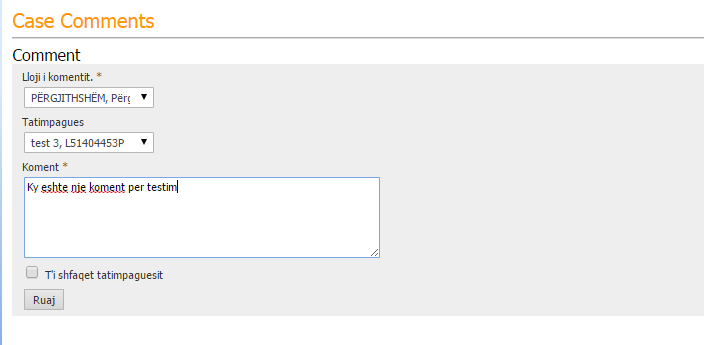 Case Comments
Comment
Lloji i komentit. *
PËRGJITHSHËM, Përg
Tatimpagues
test 3, L51404453P
Koment *
Ky eshte nje koment per testim
T'i shfaqet tatimpaguesit
Ruaj